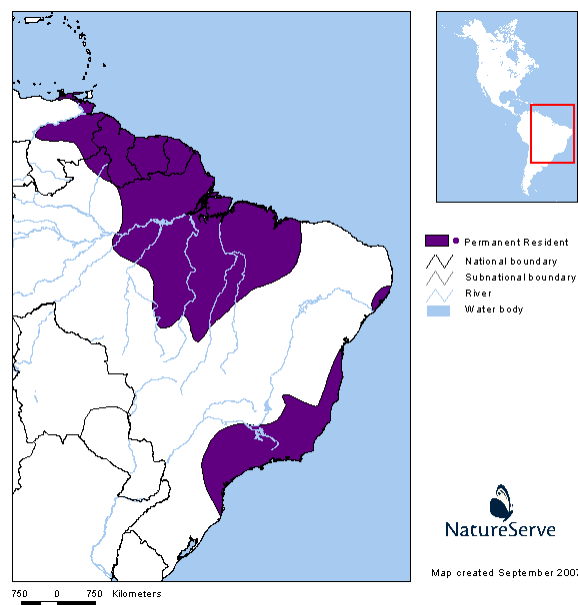 Permanent Resident
National boundary
Subnational boundary
River
Water body
NatureServe
Map created September 2007
750 0 750 Kilometers